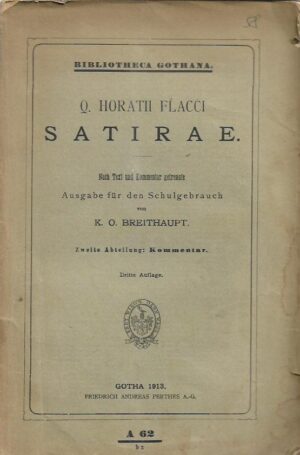 BIBLIOTHECA GOTHANA.
Q. HORATII FLACCI
SATIRAE.
Nach Text und Kommentar getrennte
Ausgabe für den Schulgebrauch
von
K. O. BREITHAUPT.
Zweite Abteilung: Kommentar.
Dritte Auflage.
GOTHA 1913.
FRIEDRICH ANDREAS PERTHES A.-G.
A 62